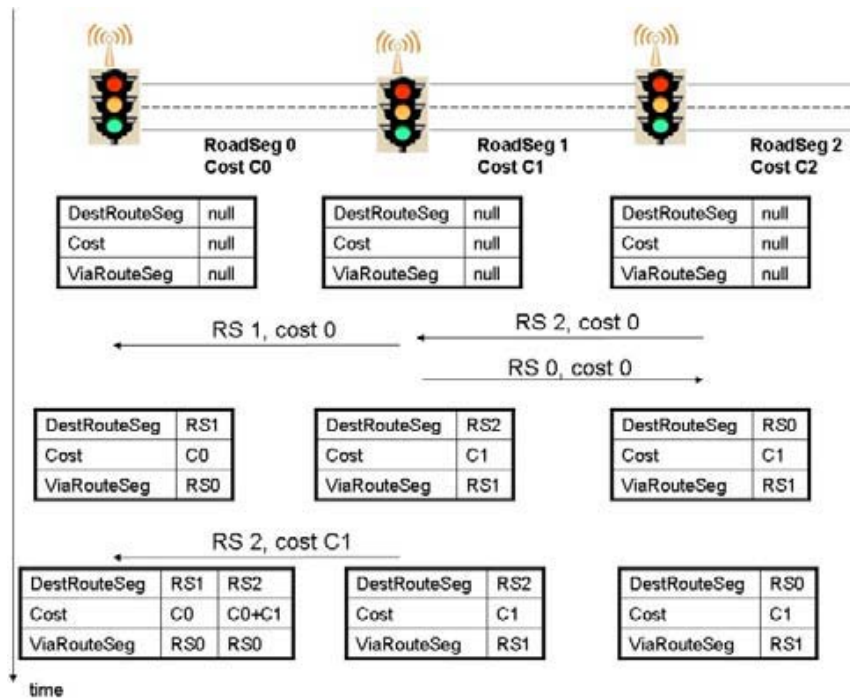 RoadSeg 0
Cost C0
RoadSeg 1
Cost C1
RoadSeg 2
Cost C2
DestRouteSeg null
Cost null
ViaRouteSeg null
DestRouteSeg null
Cost null
ViaRouteSeg null
DestRouteSeg null
Cost null
ViaRouteSeg null
RS 1, cost 0
RS 2, cost 0
RS 0, cost 0
DestRouteSeg RS1
Cost C0
ViaRouteSeg RS0
DestRouteSeg RS2
Cost C1
ViaRouteSeg RS1
DestRouteSeg RS0
Cost C1
ViaRouteSeg RS1
RS 2, cost C1
DestRouteSeg RS1 RS2
Cost C0 C0+C1
ViaRouteSeg RS0 RS0
DestRouteSeg RS2
Cost C1
ViaRouteSeg RS1
DestRouteSeg RS0
Cost C1
ViaRouteSeg RS1
time